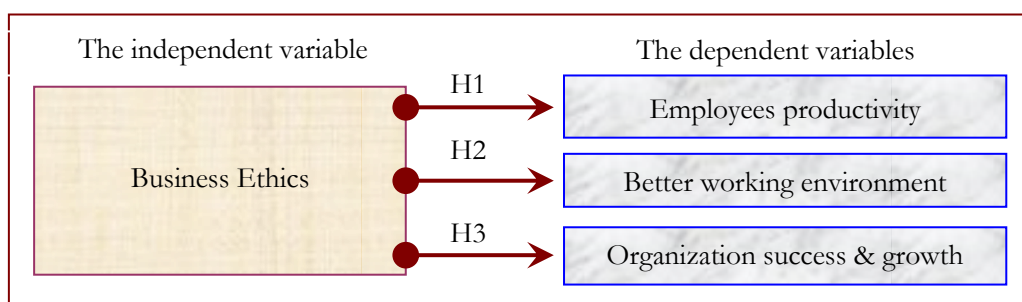 The independent variable
The dependent variables
Business Ethics
H1
Employees productivity
H2
Better working environment
H3
Organization success & growth